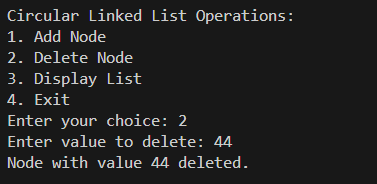 Circular Linked List Operations:
1. Add Node
2. Delete Node
3. Display List
4. Exit
Enter your choice: 2
Enter value to delete: 44
Node with value 44 deleted.